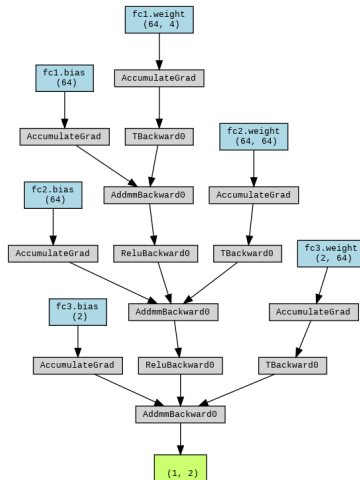 fc1.weight
(64, 4)
fc1.bias
(64)
AccumulateGrad
AccumulateGrad
TBackward0
fc2.weight
(64, 64)
fc2.bias
(64)
AddmmBackward0
AccumulateGrad
AccumulateGrad
ReluBackward0
TBackward0
fc3.weight
(2, 64)
fc3.bias
(2)
AddmmBackward0
AccumulateGrad
AccumulateGrad
ReluBackward0
TBackward0
AddmmBackward0
(1, 2)